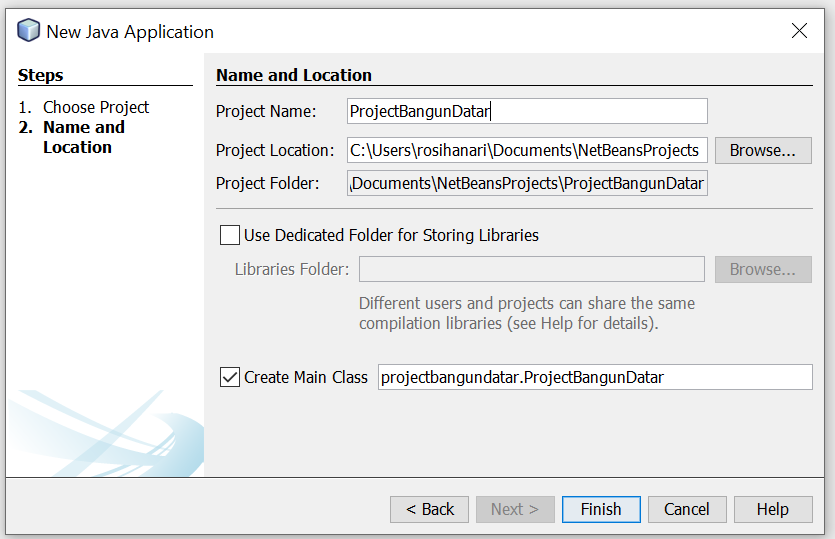 New Java Application
Steps
1. Choose Project
2. Name and
Location
Name and Location
Project Name: ProjectBangunDatar
Project Location: C:\Users\rosihanari\Documents\NetBeansProjects Browse...
Project Folder: \Documents\NetBeansProjects\ProjectBangunDatar
Use Dedicated Folder for Storing Libraries
Libraries Folder: Browse...
Different users and projects can share the same
compilation libraries (see Help for details).
Create Main Class projectbangundatar.ProjectBangunDatar
< Back Next > Finish Cancel Help